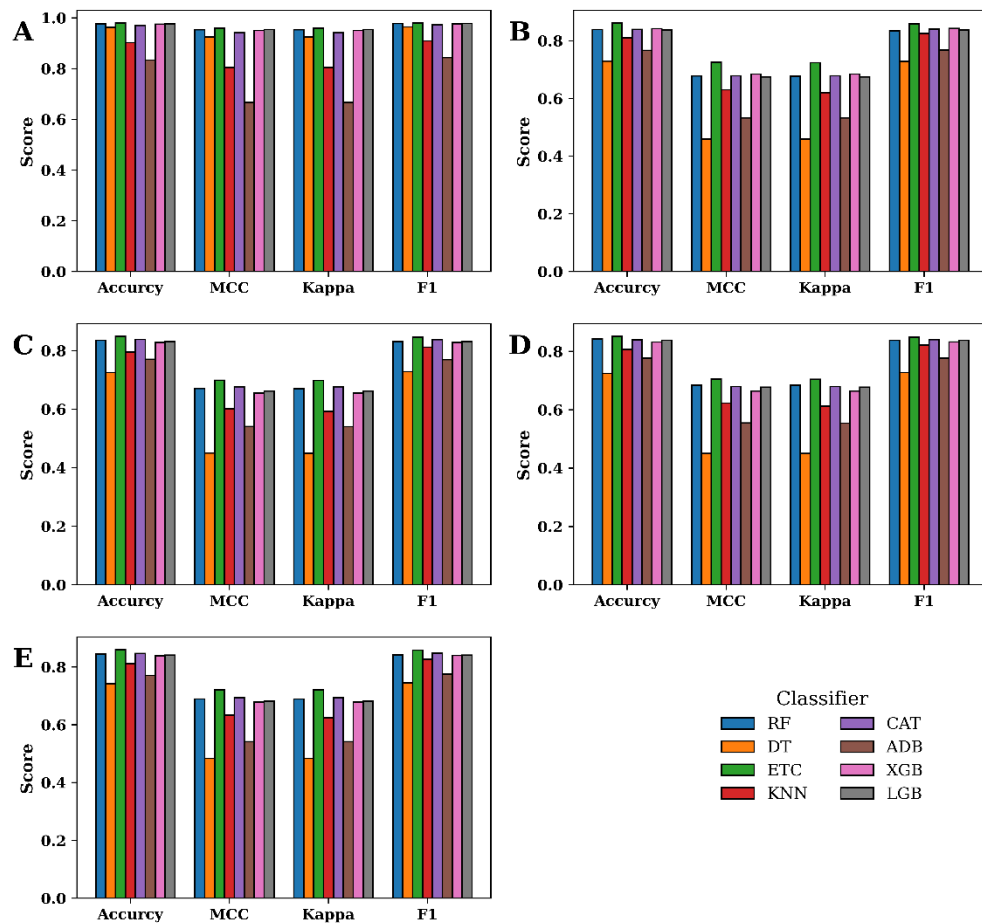 A
Score
1.0
0.8
0.6
0.4
0.2
0.0
Accurcy MCC Kappa F1
B
Score
0.8
0.6
0.4
0.2
0.0
Accurcy MCC Kappa F1
C
Score
0.8
0.6
0.4
0.2
0.0
Accurcy MCC Kappa F1
D
Score
0.8
0.6
0.4
0.2
0.0
Accurcy MCC Kappa F1
E
Score
0.8
0.6
0.4
0.2
0.0
Accurcy MCC Kappa F1
Classifier
RF CAT
DT ADB
ETC XGB
KNN LGB